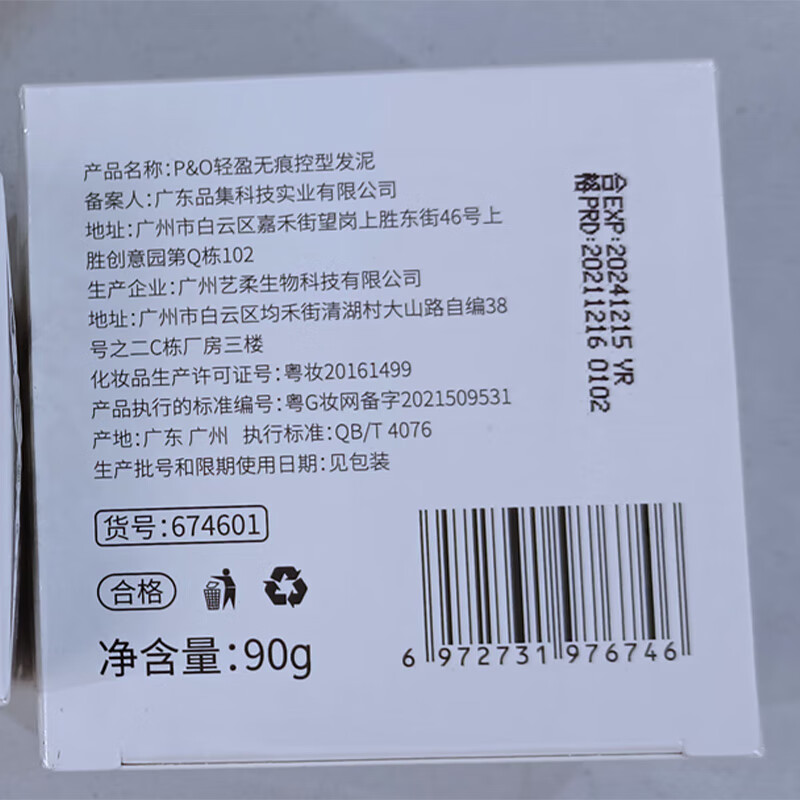 产品名称:P&O轻盈无痕控型发泥
备案人:广东品集科技实业有限公司
地址:广州市白云区嘉禾街望岗上胜东街46号上
胜创意园第Q栋102
生产企业:广州艺柔生物科技有限公司
地址:广州市白云区均禾街清湖村大山路自编38
号之二C栋厂房三楼
化妆品生产许可证号:粤妆20161499
产品执行的标准编号:粤G妆网备字2021509531
产地:广东 广州 执行标准:QB/T 4076
生产批号和限期使用日期:见包装
货号:674601
合格
净含量:90g
合EXP:20241215 YR
格PRD:20211216 0102
6 972731 976746